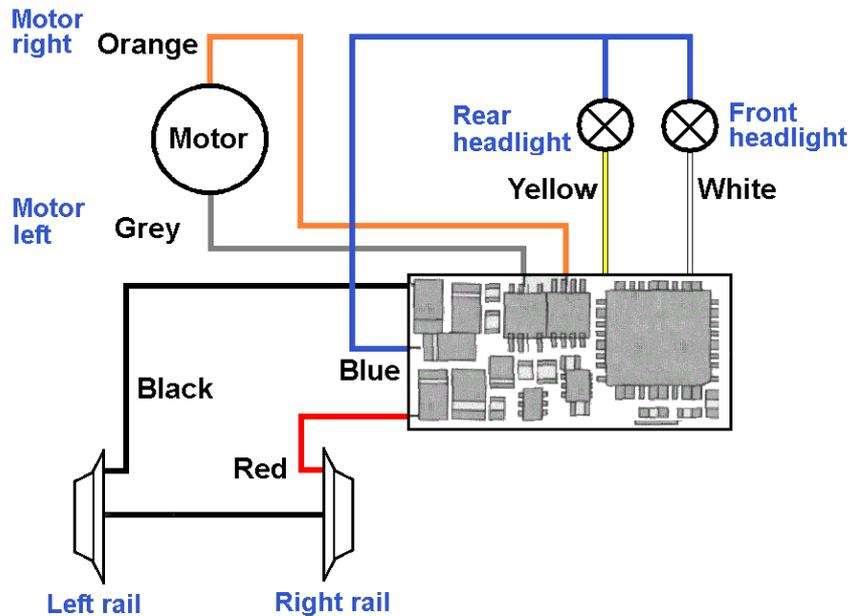 Motor
right
Orange
Motor
Rear
headlight
Front
headlight
Yellow
White
Motor
left
Grey
Blue
Black
Red
Left rail
Right rail